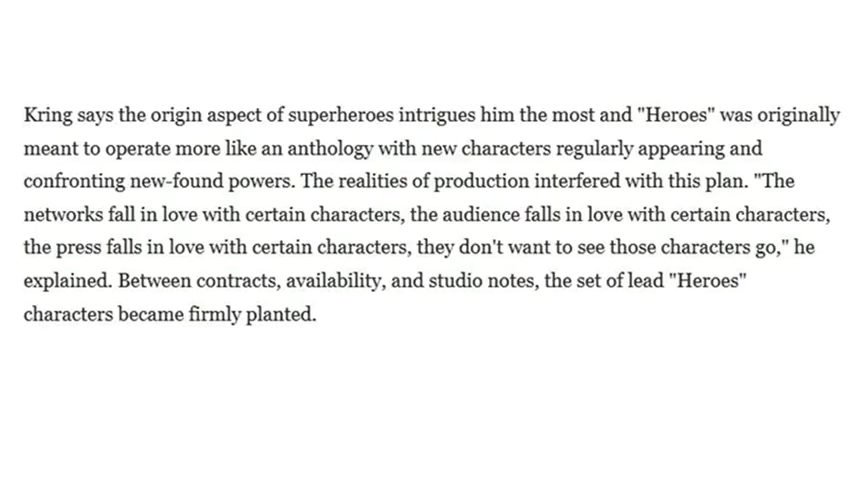 Kring says the origin aspect of superheroes intrigues him the most and "Heroes" was originally
meant to operate more like an anthology with new characters regularly appearing and
confronting new-found powers. The realities of production interfered with this plan. "The
networks fall in love with certain characters, the audience falls in love with certain characters,
the press falls in love with certain characters, they don't want to see those characters go," he
explained. Between contracts, availability, and studio notes, the set of lead "Heroes"
characters became firmly planted.